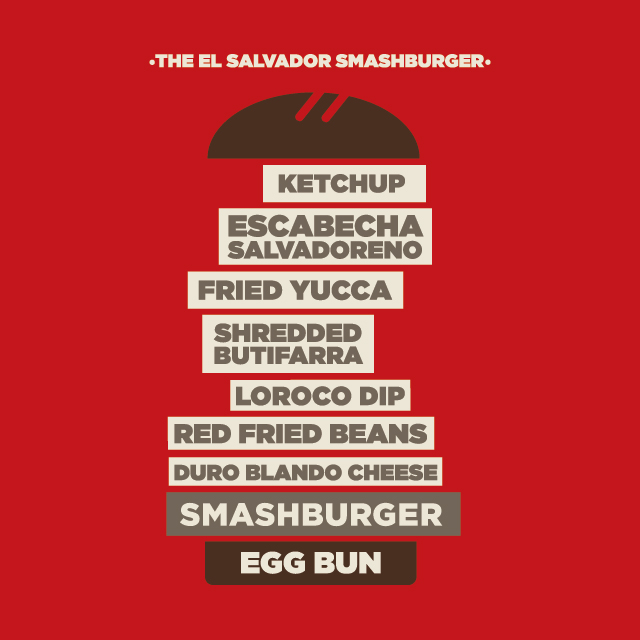 •THE EL SALVADOR SMASHBURGER•
KETCHUP
ESCABECHA
SALVADORENO
FRIED YUCCA
SHREDDED
BUTIFARRA
LOROCO DIP
RED FRIED BEANS
DURO BLANDO CHEESE
SMASHBURGER
EGG BUN